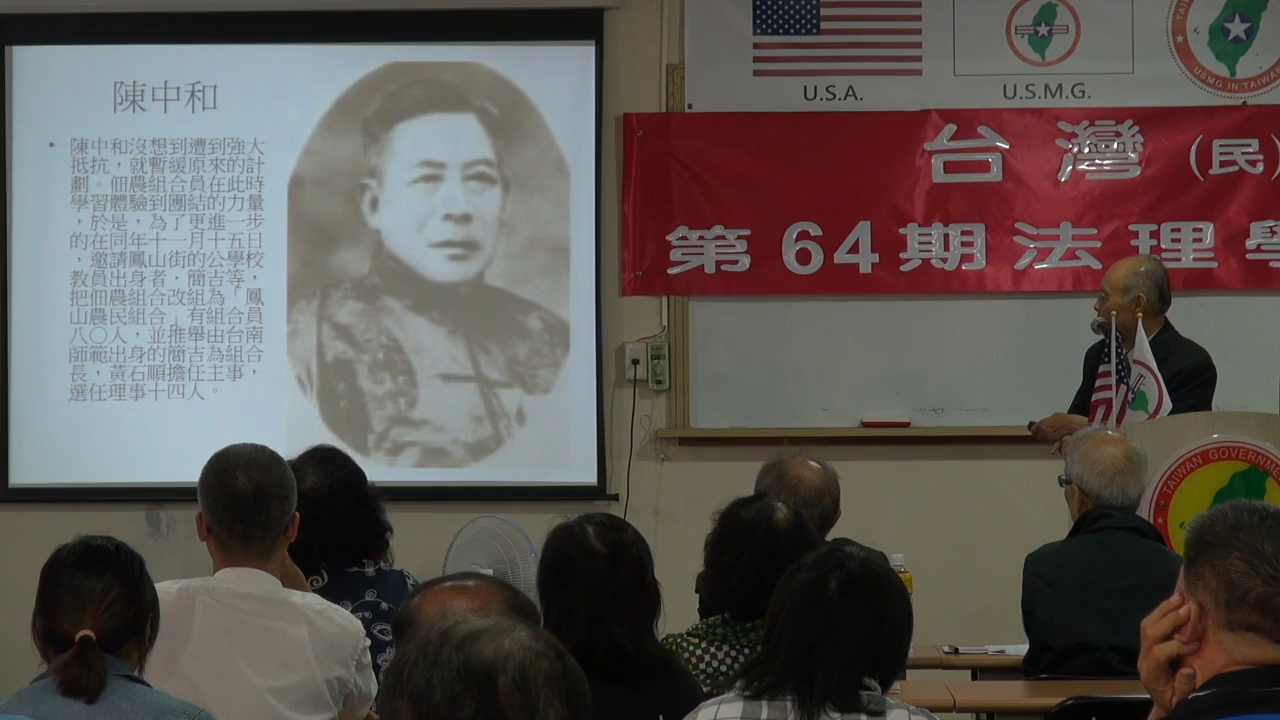 陳中和
• 陳中和沒想到遭到強大
抵抗，就暫緩原來的計
劃。佃農組合員在此時
學習體驗到團結的力量
，於是，為了更進一步
的在同年十一月十五日
，邀請鳳山街的公學校
教員出身者．簡吉等，
把佃農組合改組為「鳳
山農民組合」有組合員
八〇人，並推舉由台南
師範出身的簡吉為組合
長，黃石順擔任主事，
選任理事十四人。
U.S.A.
U.S.M.G.
USMG IN TAIWAN
台灣(民
第64期法理學
TAIWAN GOVERNME